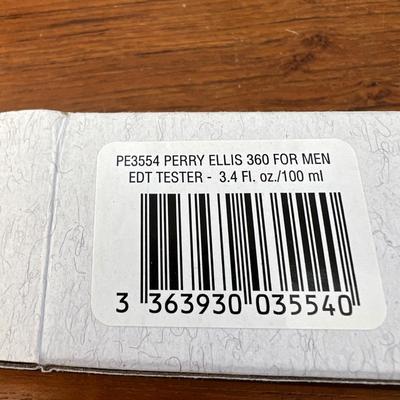 PE3554 PERRY ELLIS 360 FOR MEN
EDT TESTER - 3.4 Fl. oz./100 ml
3 363930 035540